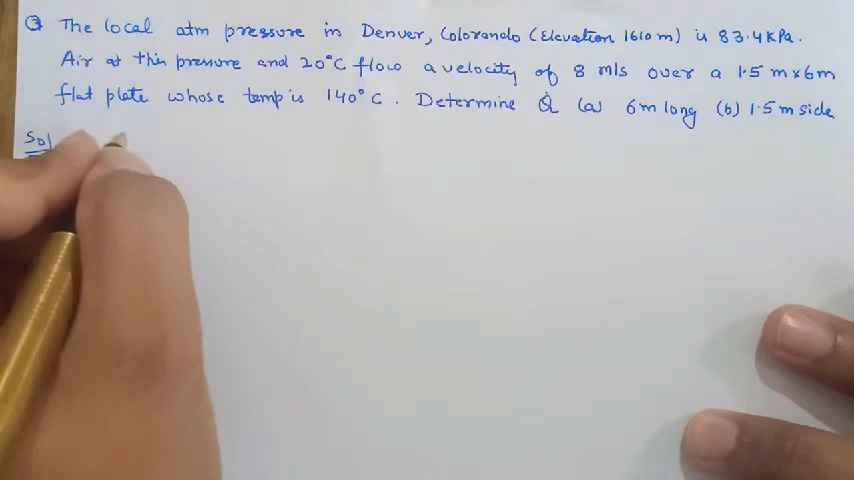 ③ The local atm pressure in Denver, Colorando (Elevation 1610 m) is 83.4 kPa.
Air at this pressure and 20°C flow a velocity of 8 m/s over a 1.5 m x 6m
flat plate whose temp is 140°C. Determine Q̇ (a) 6m long (b) 1.5 m side
Sol